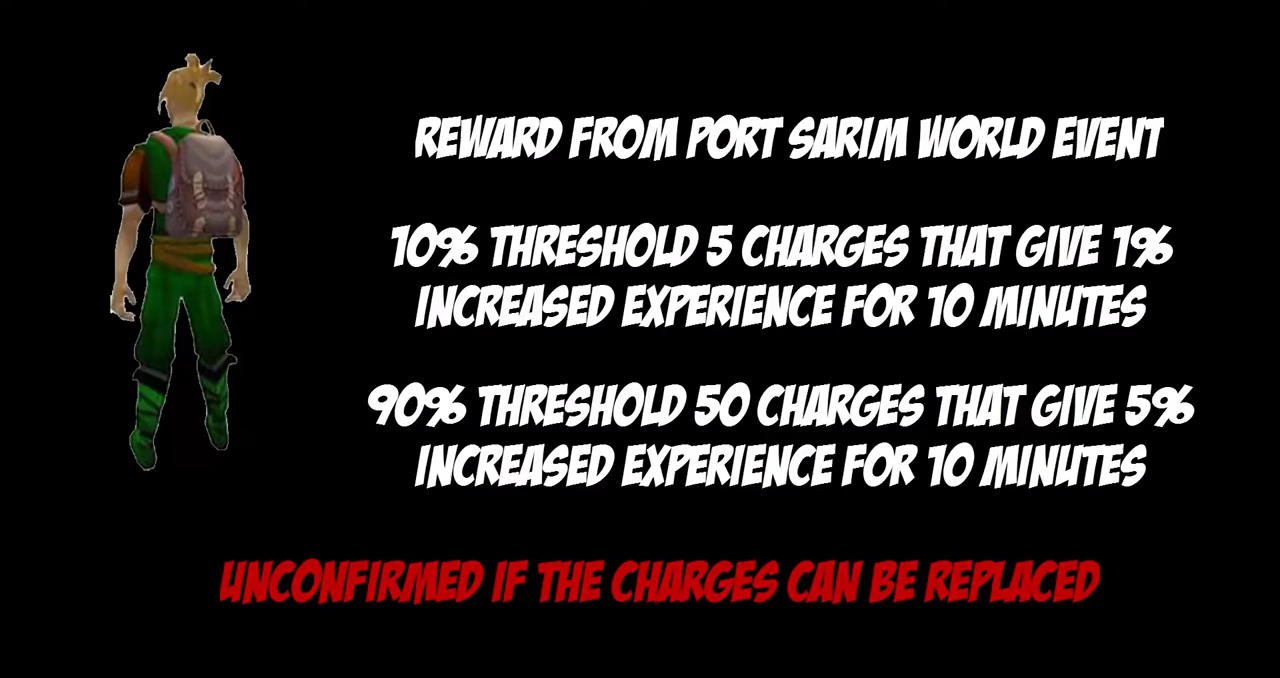 REWARD FROM PORT SARIM WORLD EVENT
10% THRESHOLD 5 CHARGES THAT GIVE 1%
INCREASED EXPERIENCE FOR 10 MINUTES
90% THRESHOLD 50 CHARGES THAT GIVE 5%
INCREASED EXPERIENCE FOR 10 MINUTES
UNCONFIRMED IF THE CHARGES CAN BE REPLACED